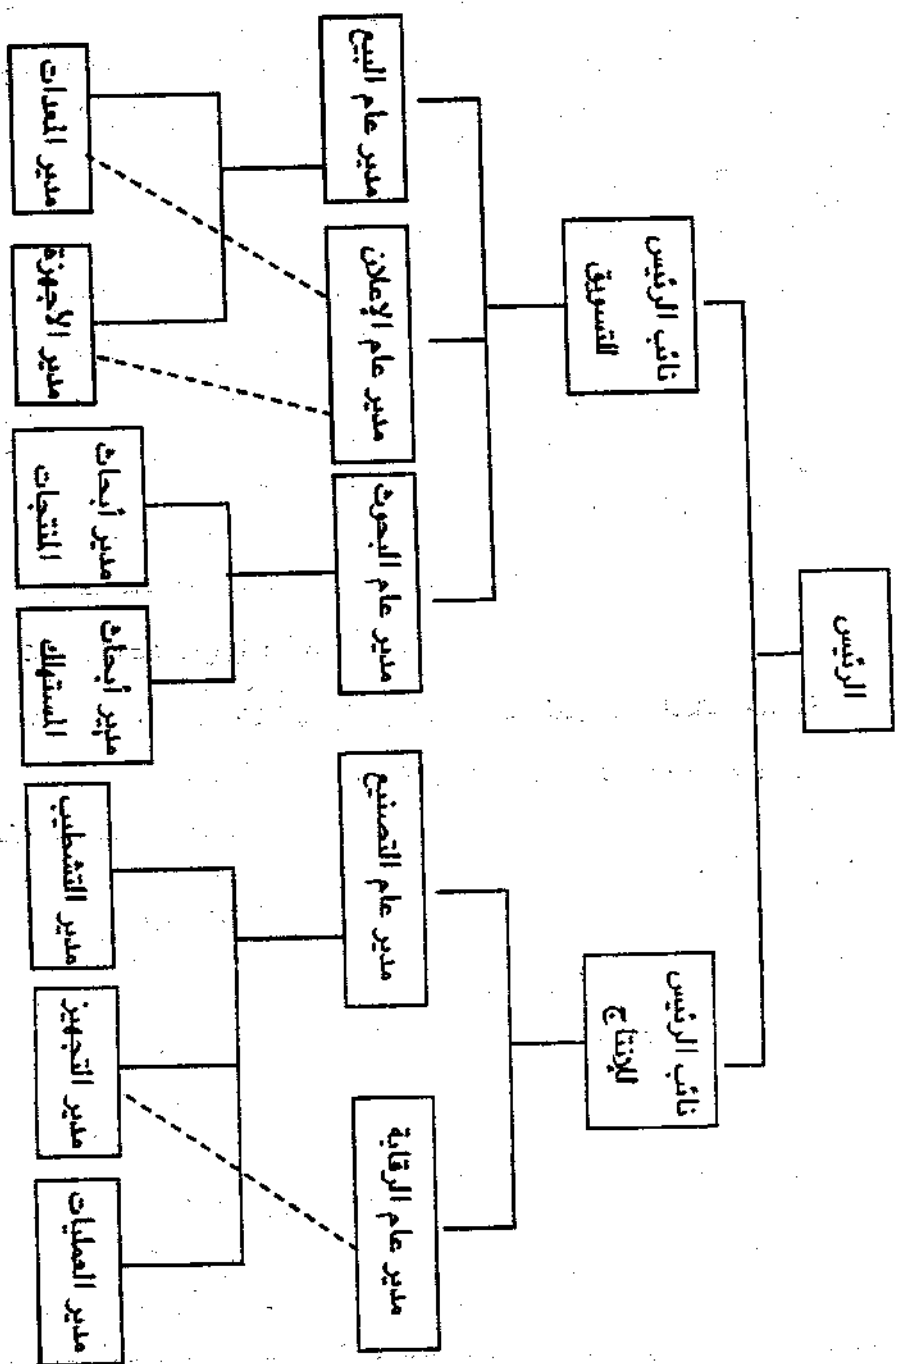 الرئيس
نائب الرئيس
التسويق
نائب الرئيس
للإنتاج
مدير عام البيع
مدير عام الإعلان
مدير عام البحوث
مدير عام التصنيع
مدير عام الرقابة
مدير المعدات
مدير الأجهزة
مدير أبحاث
المنتجات
مدير أبحاث
المستهلك
مدير التشطيب
مدير التجهيز
مدير العمليات